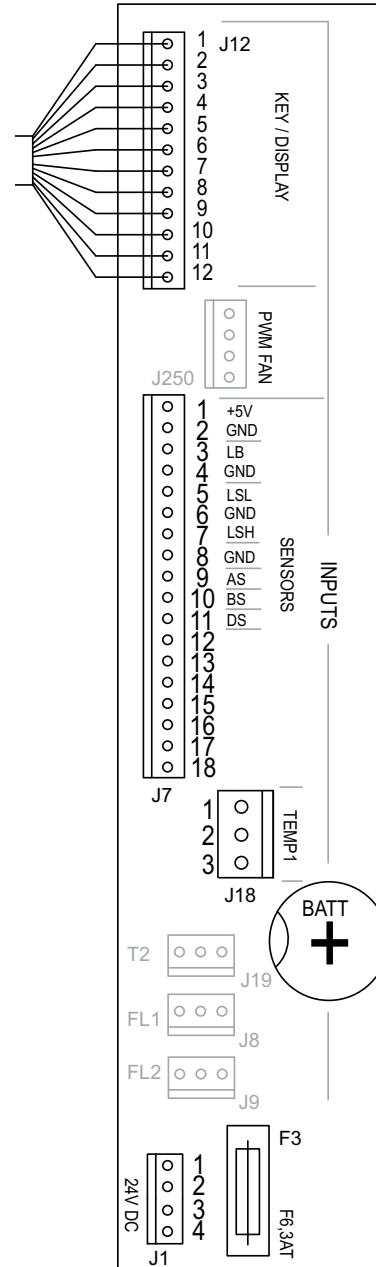 1
J12
2
3
4
5
6
7
8
9
10
11
12
KEY / DISPLAY
PWM FAN
J250
1 +5V
2 GND
3 LB
4 GND
5 LSL
6 GND
7 LSH
8 GND
9 AS
10 BS
11 DS
12
13
14
15
16
17
18
SENSORS
INPUTS
J7
1
2
3
TEMP1
J18
BATT
+
T2
J19
FL1
J8
FL2
J9
F3
24V DC
1
2
3
4
J1
F6,3AT